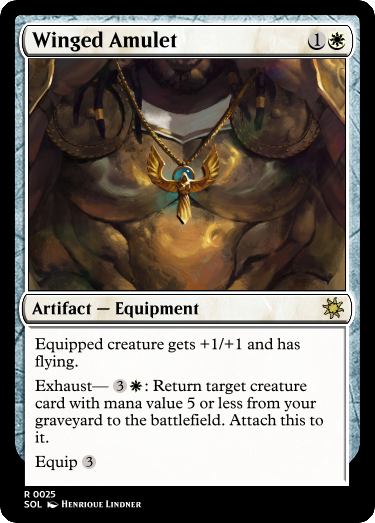 Winged Amulet 1
Artifact — Equipment
Equipped creature gets +1/+1 and has
flying.
Exhaust— 3 : Return target creature
card with mana value 5 or less from your
graveyard to the battlefield. Attach this to
it.
Equip 3
R 0025
SOL Henrique Lindner